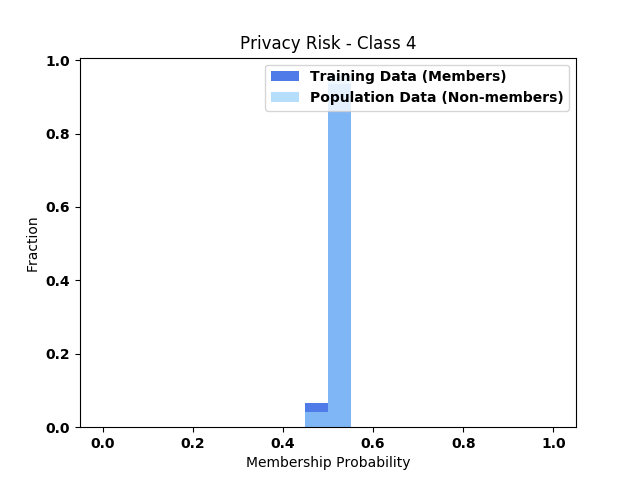 Privacy Risk - Class 4
1.0
0.8
0.6
0.4
0.2
0.0
Fraction
Training Data (Members)
Population Data (Non-members)
0.0 0.2 0.4 0.6 0.8 1.0
Membership Probability